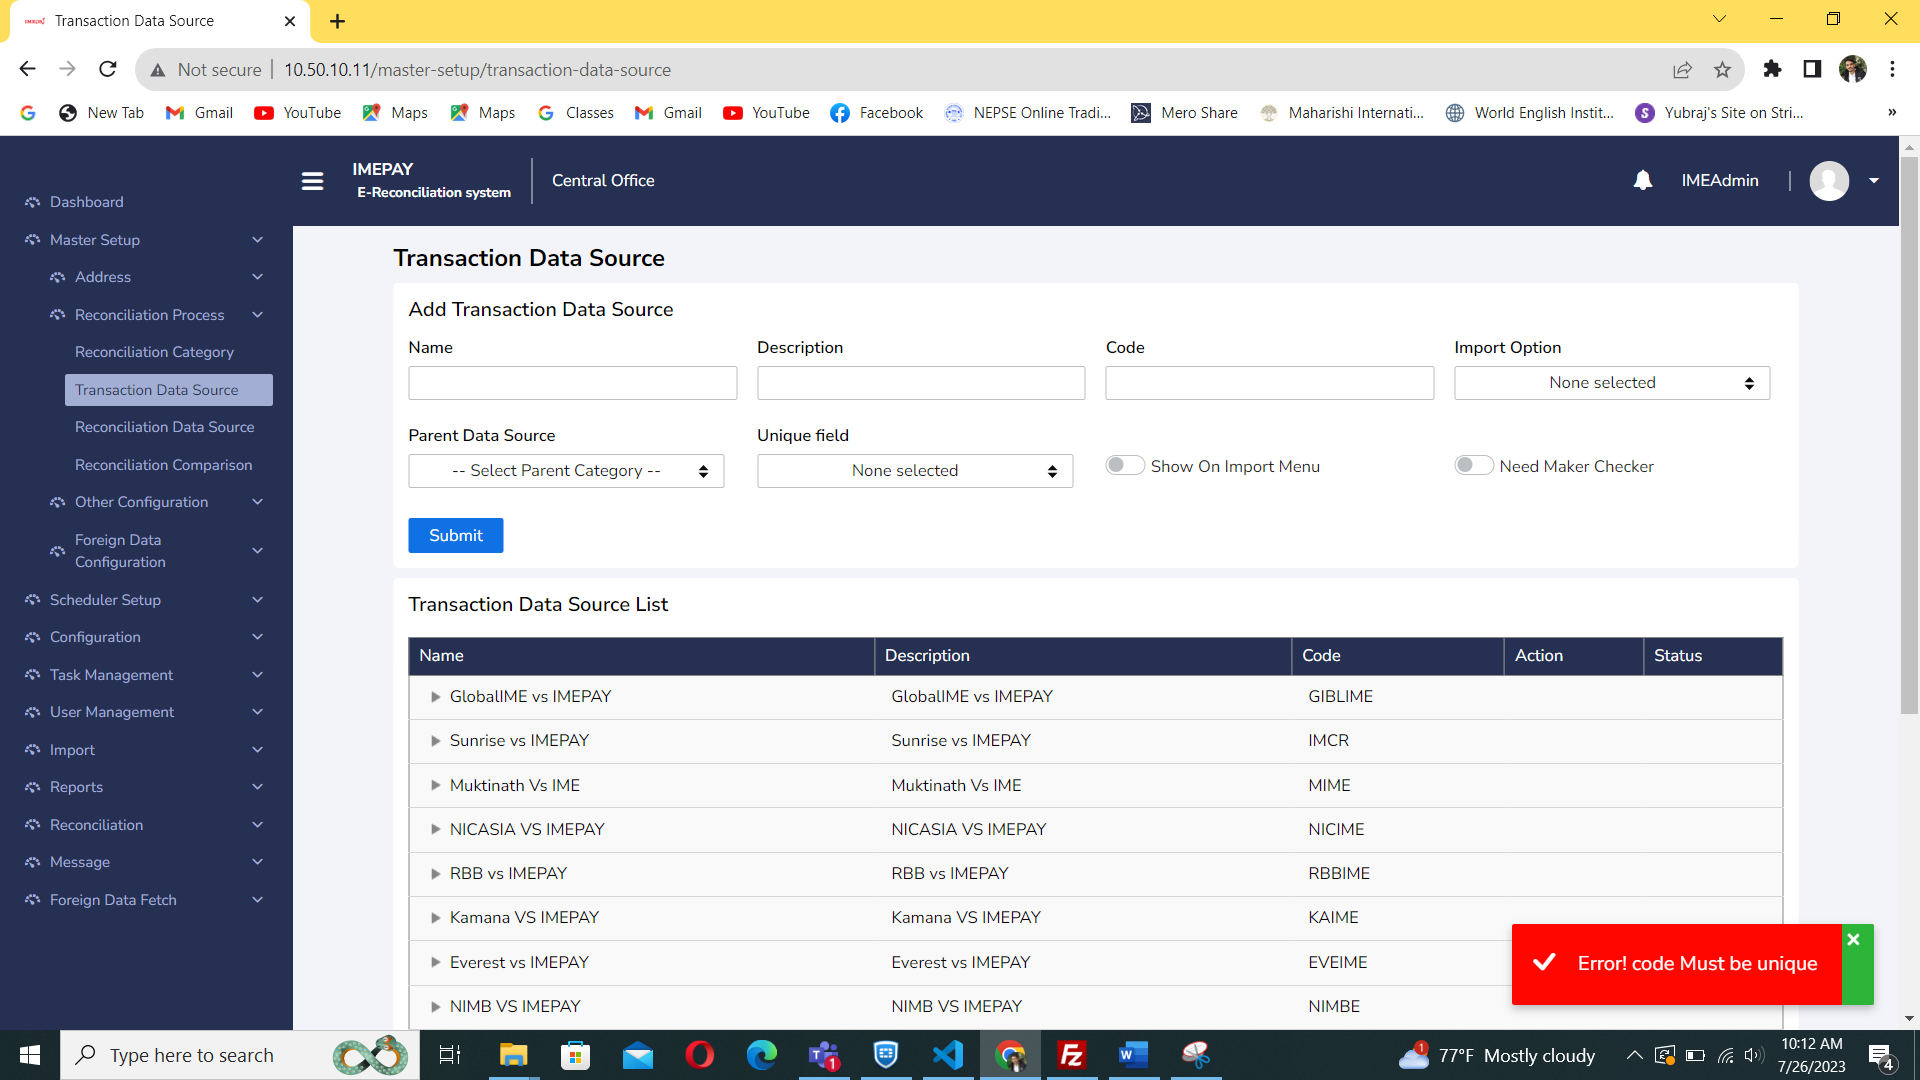 Transaction Data Source
Not secure
10.50.10.11/master-setup/transaction-data-source
New Tab
Gmail
YouTube
Maps
Maps
Classes
Gmail
YouTube
Facebook
NEPSE Online Tradi...
Mero Share
Maharishi Internati...
World English Instit...
S
Yubraj's Site on Stri...
»
IMEPAY
E-Reconciliation system
Central Office
IMEAdmin
Dashboard
Master Setup
Address
Reconciliation Process
Reconciliation Category
Transaction Data Source
Reconciliation Data Source
Reconciliation Comparison
Other Configuration
Foreign Data
Configuration
Scheduler Setup
Configuration
Task Management
User Management
Import
Reports
Reconciliation
Message
Foreign Data Fetch
Transaction Data Source
Add Transaction Data Source
Name
Description
Code
Import Option
None selected
Parent Data Source
Unique field
-- Select Parent Category --
None selected
Show On Import Menu
Need Maker Checker
Submit
Transaction Data Source List
Name Description Code Action Status
GlobalIME vs IMEPAY GlobalIME vs IMEPAY GIBLIME
Sunrise vs IMEPAY Sunrise vs IMEPAY IMCR
Muktinath Vs IME Muktinath Vs IME MIME
NICASIA VS IMEPAY NICASIA VS IMEPAY NICIME
RBB vs IMEPAY RBB vs IMEPAY RBBIME
Kamana VS IMEPAY Kamana VS IMEPAY KAIME
Everest vs IMEPAY Everest vs IMEPAY EVEIME
NIMB VS IMEPAY NIMB VS IMEPAY NIMBE
Error! code Must be unique
Type here to search
1
1
77°F Mostly cloudy
10:12 AM
7/26/2023
4